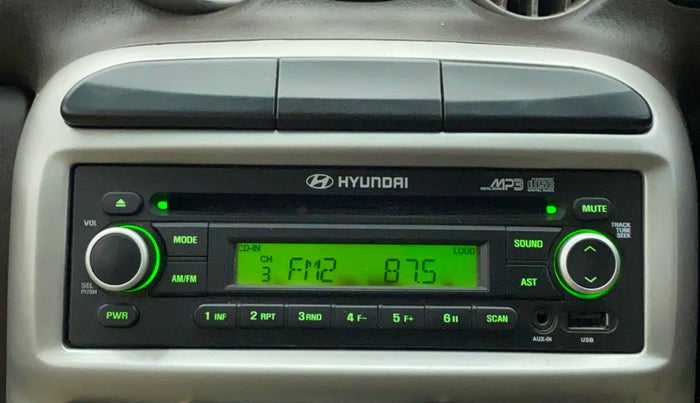 HYUNDAI
MP3
MUTE
VOL
TRACK
TUNE
SEEK
MODE
CD-IN
LOUD
SOUND
CH
3 FM2 87.5
AM/FM
AST
SEL
PUSH
PWR
1 INF
2 RPT
3 RND
4 F-
5 F+
6 II
SCAN
AUX-IN
USB